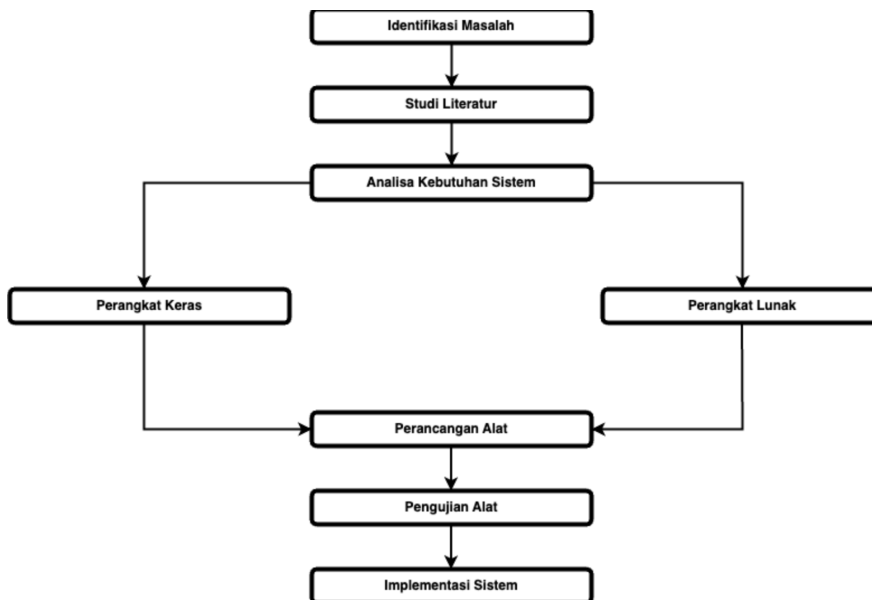 Identifikasi Masalah
Studi Literatur
Analisa Kebutuhan Sistem
Perangkat Keras
Perangkat Lunak
Perancangan Alat
Pengujian Alat
Implementasi Sistem